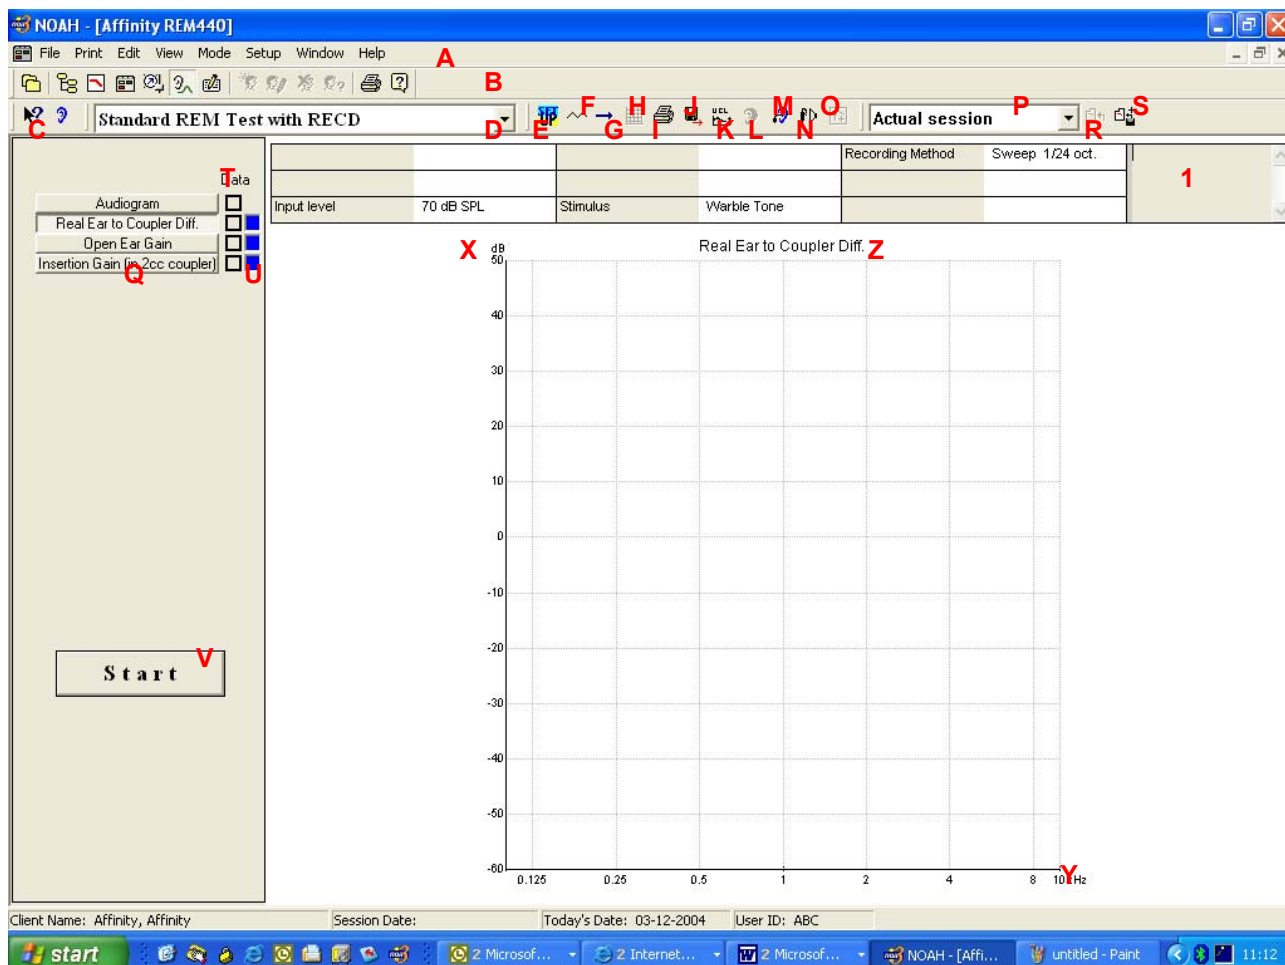 NOAH - [Affinity REM440]
File Print Edit View Mode Setup Window Help A
B
Standard REM Test with RECD UP UCL Actual session
C D E F G H I J K L M N O P R S
Recording Method Sweep 1/24 oct.
1
T Data
Audiogram
Input level 70 dB SPL Stimulus Warble Tone
Real Ear to Coupler Diff.
Open Ear Gain
Insertion Gain (in 2cc coupler)
Q U
X dB Real Ear to Coupler Diff. Z
50
40
30
20
10
0
-10
-20
-30
-40
-50
-60
0.125 0.25 0.5 1 2 4 8 10 kHz Y
V
Start
Client Name: Affinity, Affinity Session Date: Today's Date: 03-12-2004 User ID: ABC
start 2 Microsof... 2 Internet... 2 Microsof... NOAH - [Affi... untitled - Paint 11:12